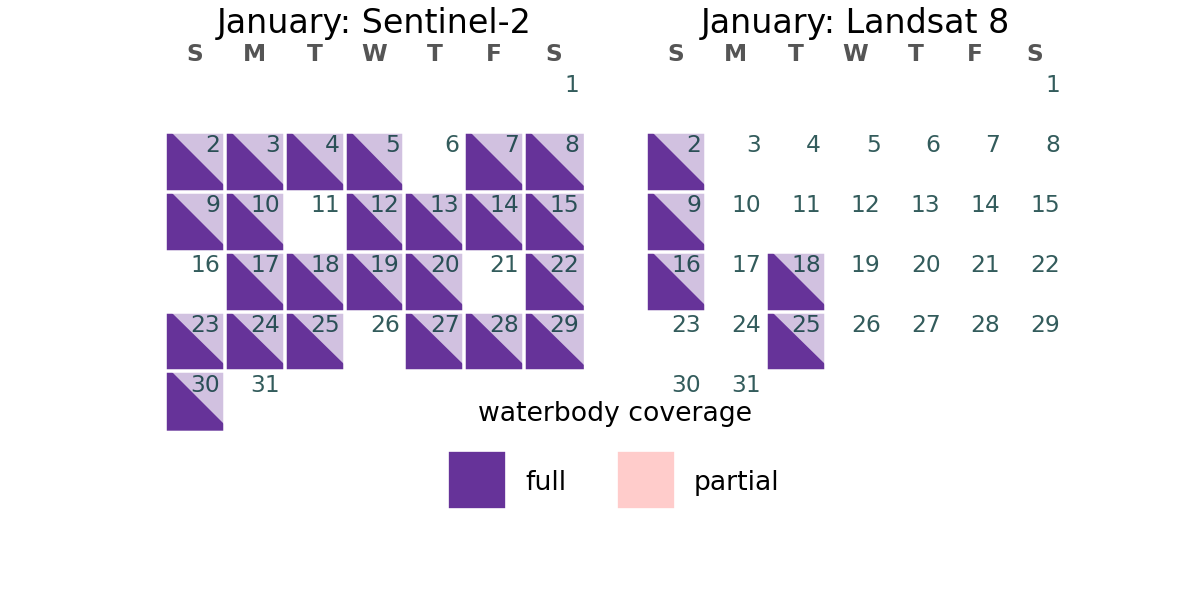 January: Sentinel-2
S M T W T F S
1
2 3 4 5 6 7 8
9 10 11 12 13 14 15
16 17 18 19 20 21 22
23 24 25 26 27 28 29
30 31
January: Landsat 8
S M T W T F S
1
2 3 4 5 6 7 8
9 10 11 12 13 14 15
16 17 18 19 20 21 22
23 24 25 26 27 28 29
30 31
waterbody coverage
full partial